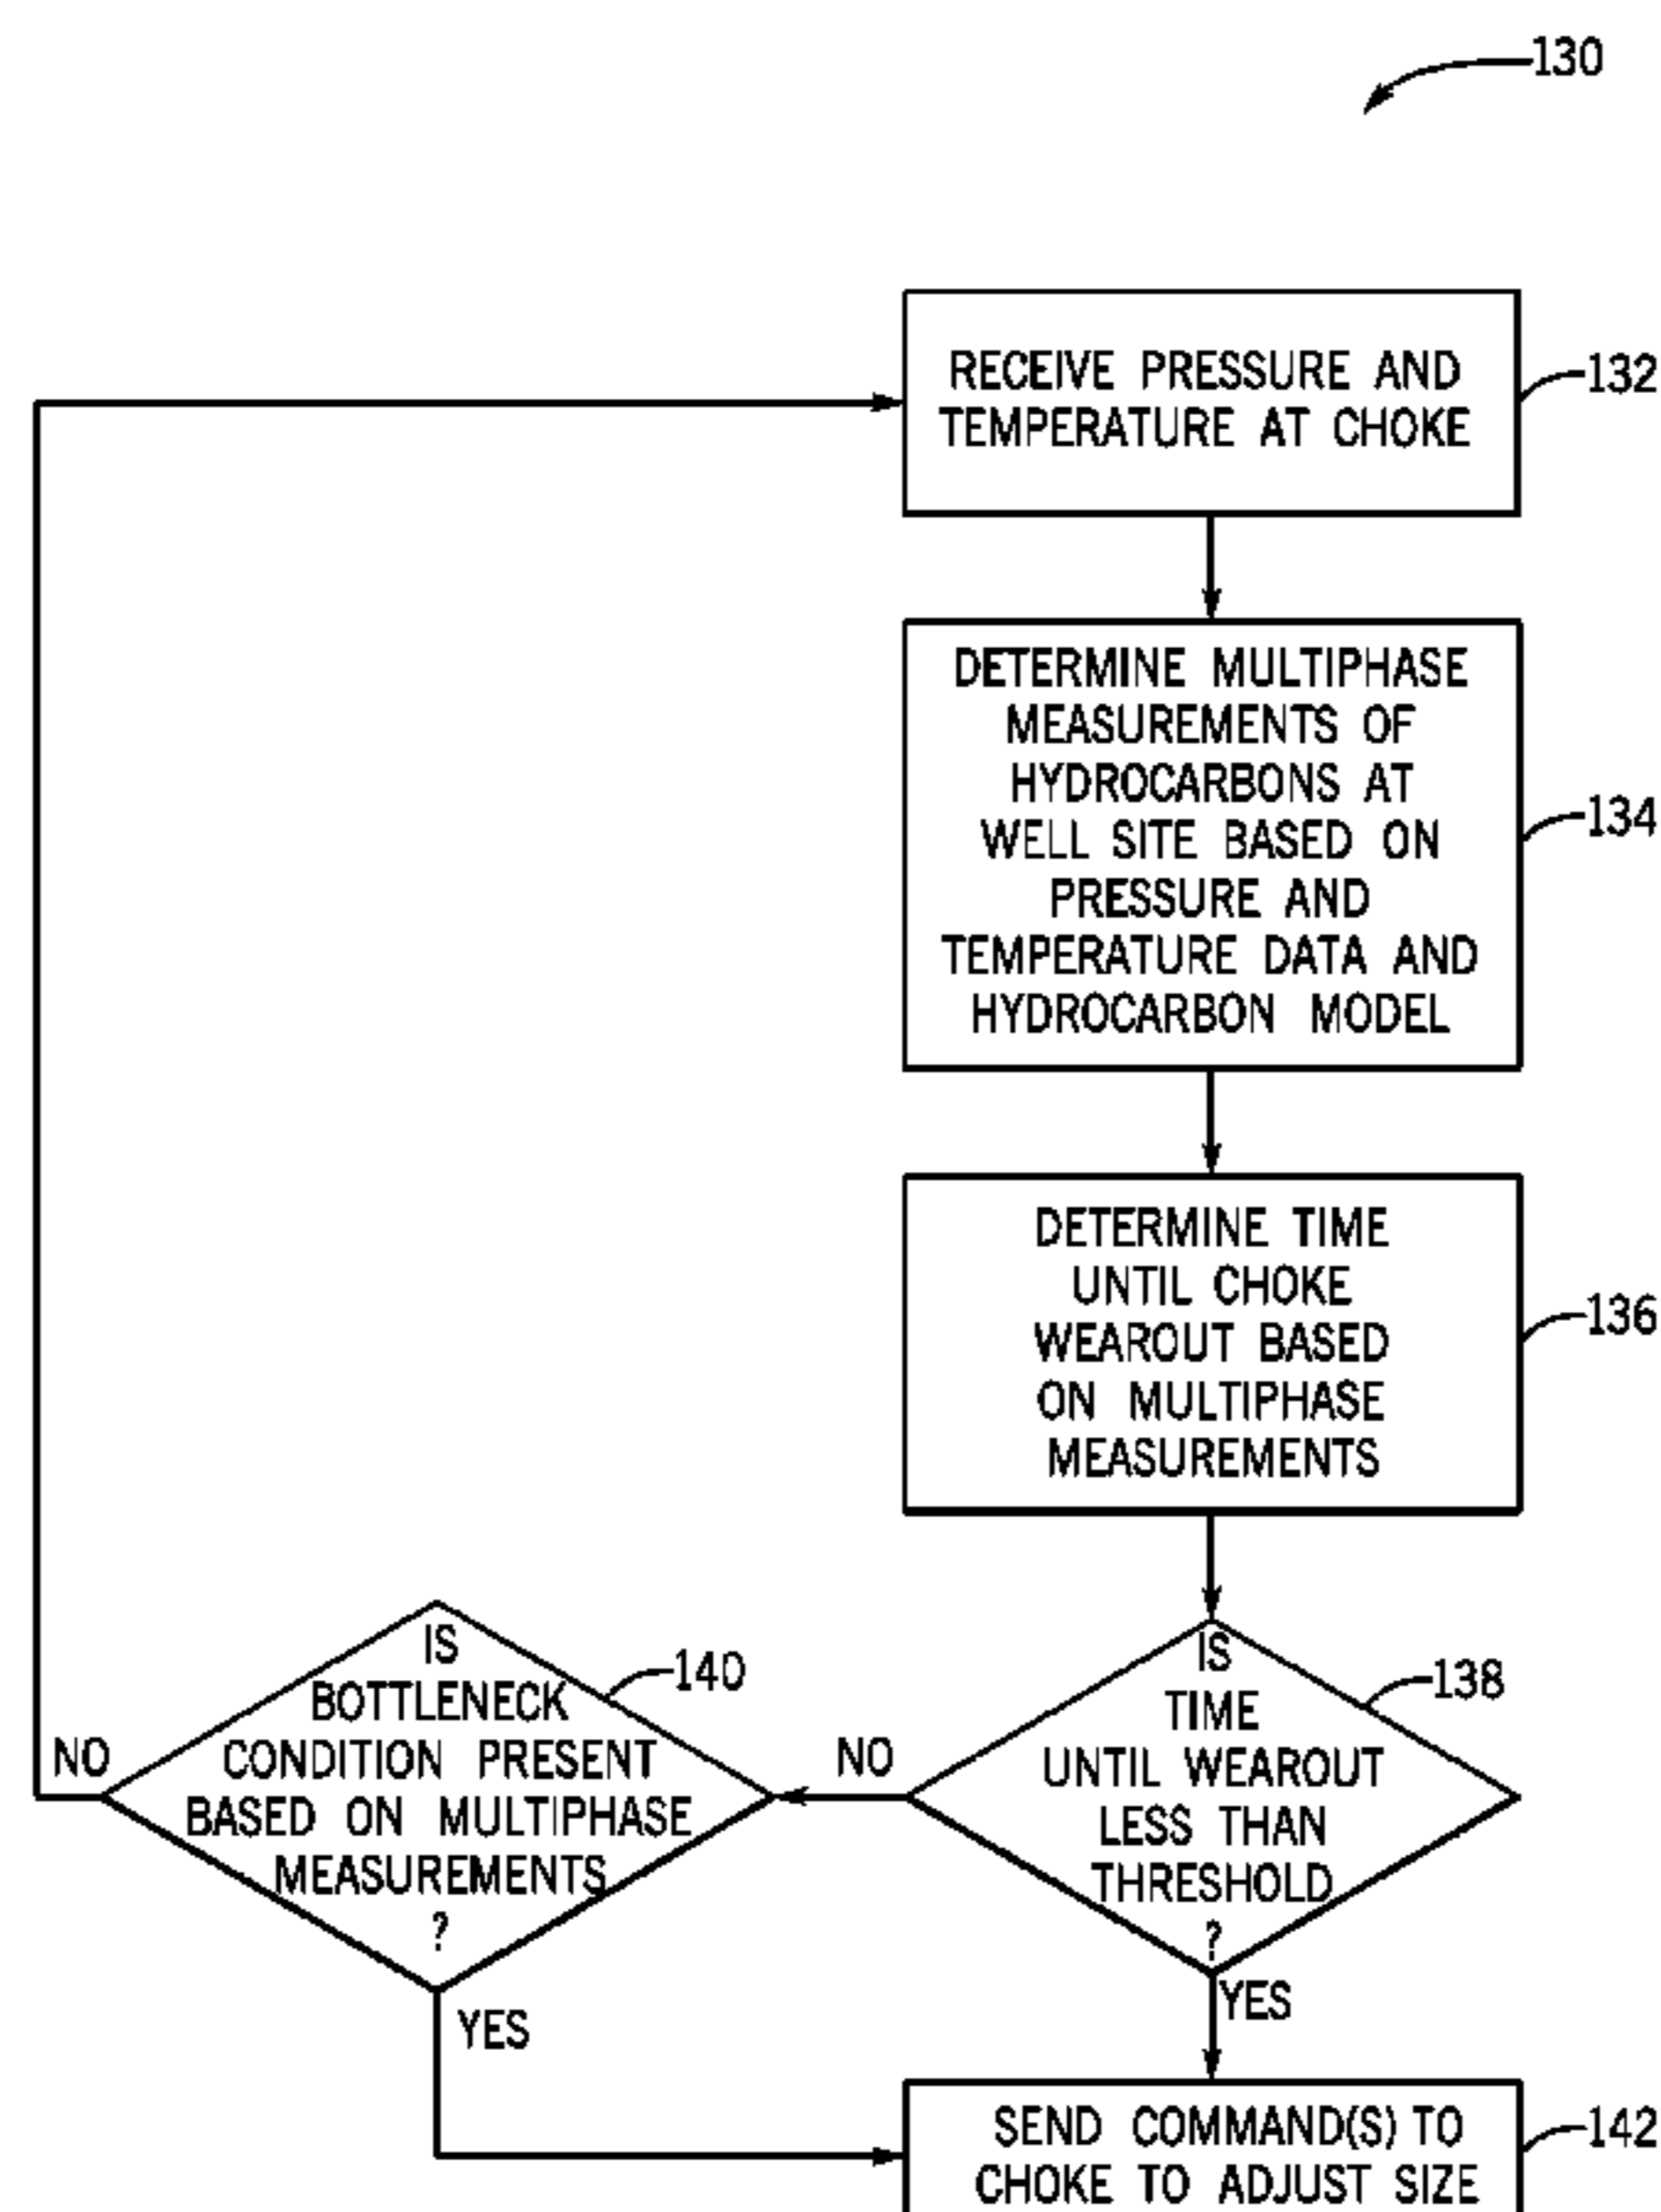 130
RECEIVE PRESSURE AND
TEMPERATURE AT CHOKE
132
DETERMINE MULTIPHASE
MEASUREMENTS OF
HYDROCARBONS AT
WELL SITE BASED ON
PRESSURE AND
TEMPERATURE DATA AND
HYDROCARBON MODEL
134
DETERMINE TIME
UNTIL CHOKE
WEAROUT BASED
ON MULTIPHASE
MEASUREMENTS
136
IS
TIME
UNTIL WEAROUT
LESS THAN
THRESHOLD
?
138
NO
YES
IS
BOTTLENECK
CONDITION PRESENT
BASED ON MULTIPHASE
MEASUREMENTS
?
140
NO
YES
SEND COMMAND(S) TO
CHOKE TO ADJUST SIZE
142